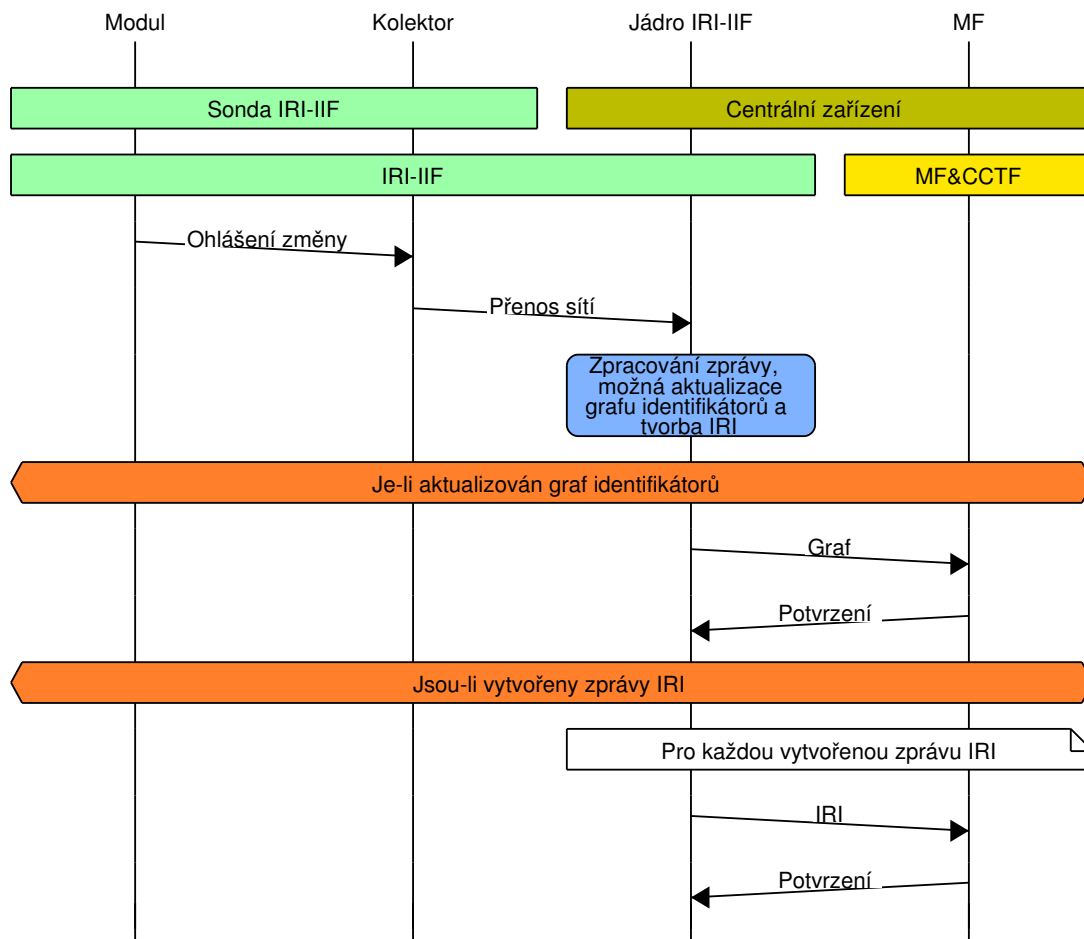 Modul
Kolektor
Jádro IRI-IIF
MF
Sonda IRI-IIF
Centrální zařízení
IRI-IIF
MF&CCTF
Ohlášení změny
Přenos sítí
Zpracování zprávy,
možná aktualizace
grafu identifikátorů a
tvorba IRI
Je-li aktualizován graf identifikátorů
Graf
Potvrzení
Jsou-li vytvořeny zprávy IRI
Pro každou vytvořenou zprávu IRI
IRI
Potvrzení